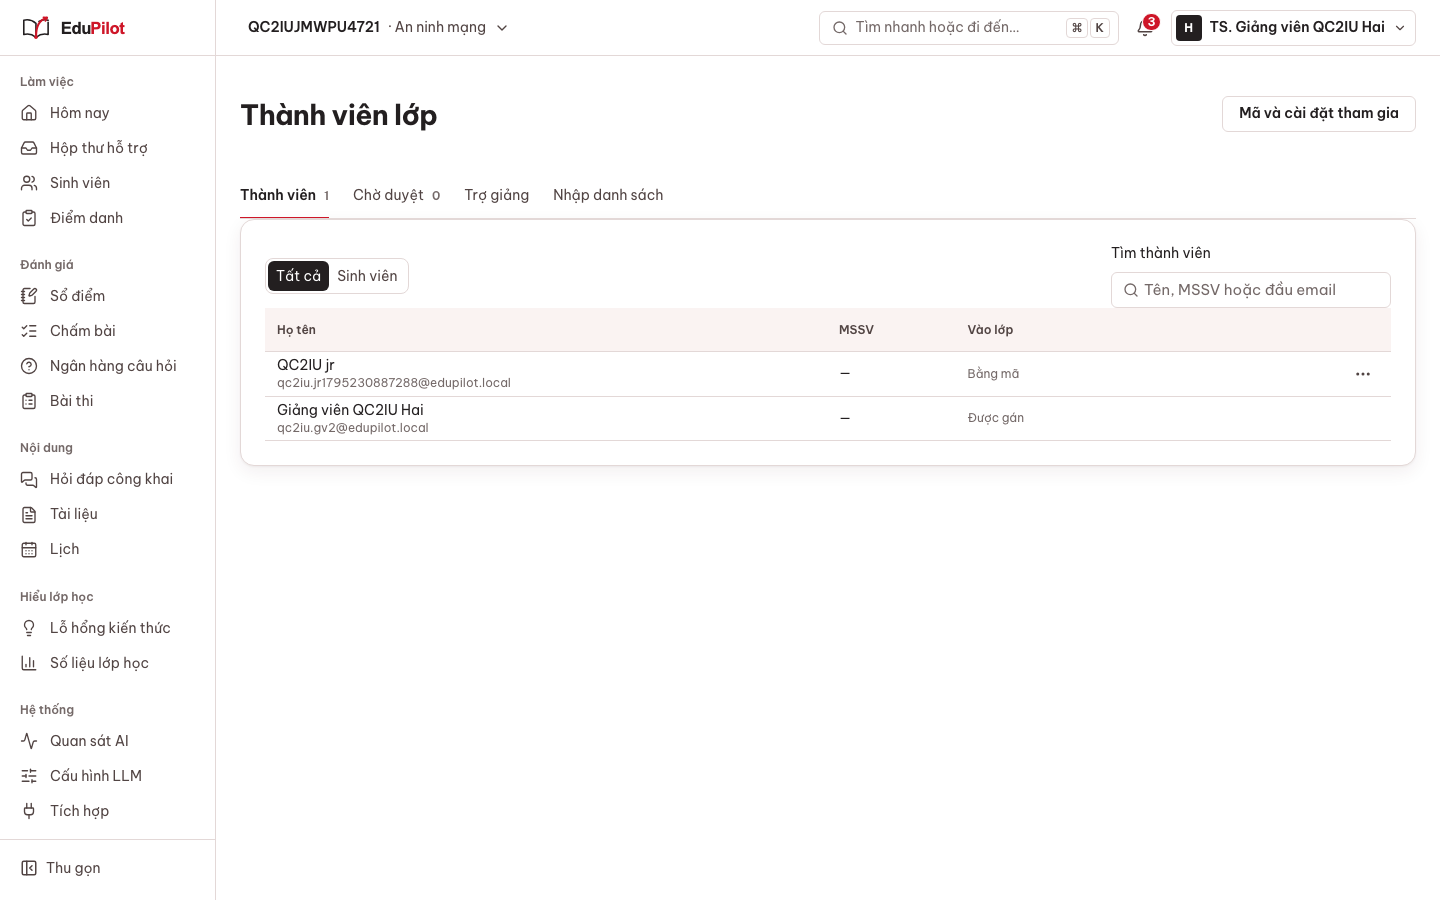 EduPilot
QC2IUJMWPU4721 · An ninh mạng
Tìm nhanh hoặc đi đến...
⌘ K
3
H
TS. Giảng viên QC2IU Hai
Làm việc
Hôm nay
Hộp thư hỗ trợ
Sinh viên
Điểm danh
Đánh giá
Sổ điểm
Chấm bài
Ngân hàng câu hỏi
Bài thi
Nội dung
Hỏi đáp công khai
Tài liệu
Lịch
Hiểu lớp học
Lỗ hổng kiến thức
Số liệu lớp học
Hệ thống
Quan sát AI
Cấu hình LLM
Tích hợp
Thu gọn
Thành viên lớp
Mã và cài đặt tham gia
Thành viên 1
Chờ duyệt 0
Trợ giảng
Nhập danh sách
Tất cả
Sinh viên
Tìm thành viên
Tên, MSSV hoặc đầu email
Họ tên MSSV Vào lớp
QC2IU jr
qc2iu.jr1795230887288@edupilot.local
— Bằng mã
Giảng viên QC2IU Hai
qc2iu.gv2@edupilot.local
— Được gán